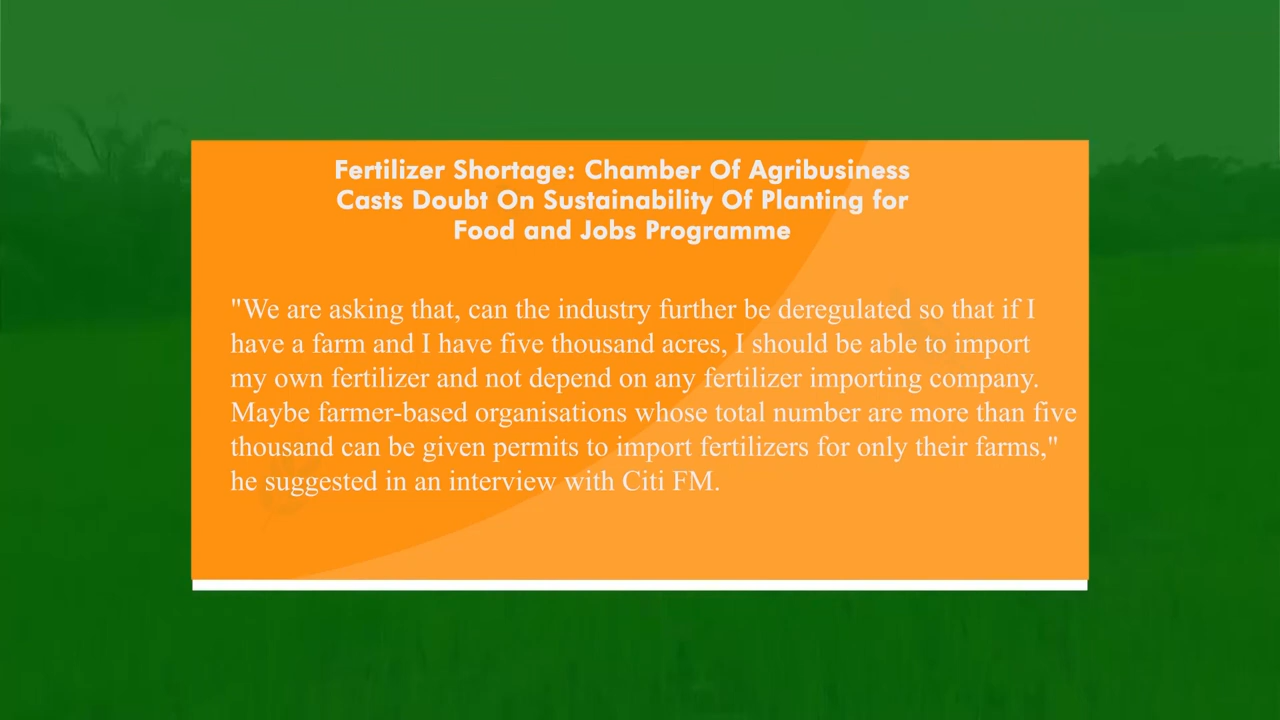 Fertilizer Shortage: Chamber Of Agribusiness
Casts Doubt On Sustainability Of Planting for
Food and Jobs Programme
"We are asking that, can the industry further be deregulated so that if I
have a farm and I have five thousand acres, I should be able to import
my own fertilizer and not depend on any fertilizer importing company.
Maybe farmer-based organisations whose total number are more than five
thousand can be given permits to import fertilizers for only their farms,"
he suggested in an interview with Citi FM.